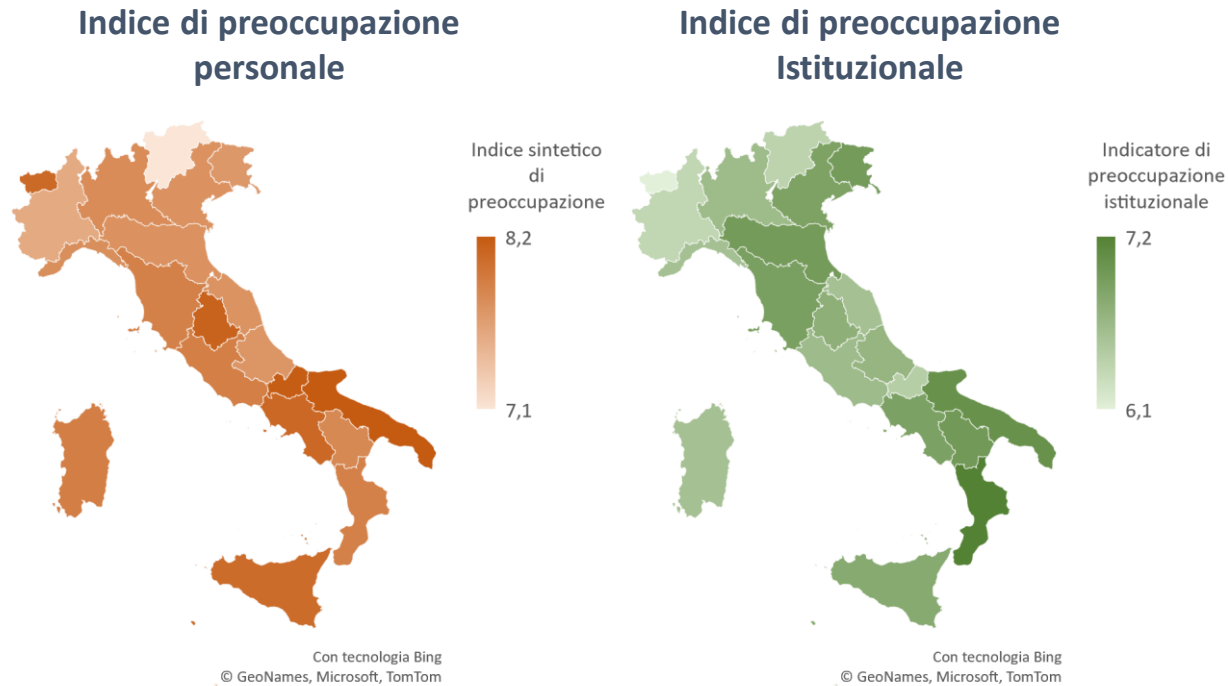 Indice di preoccupazione
personale
Indice sintetico
di
preoccupazione
8,2
7,1
Con tecnologia Bing
© GeoNames, Microsoft, TomTom
Indice di preoccupazione
Istituzionale
Indicatore di
preoccupazione
istituzionale
7,2
6,1
Con tecnologia Bing
© GeoNames, Microsoft, TomTom